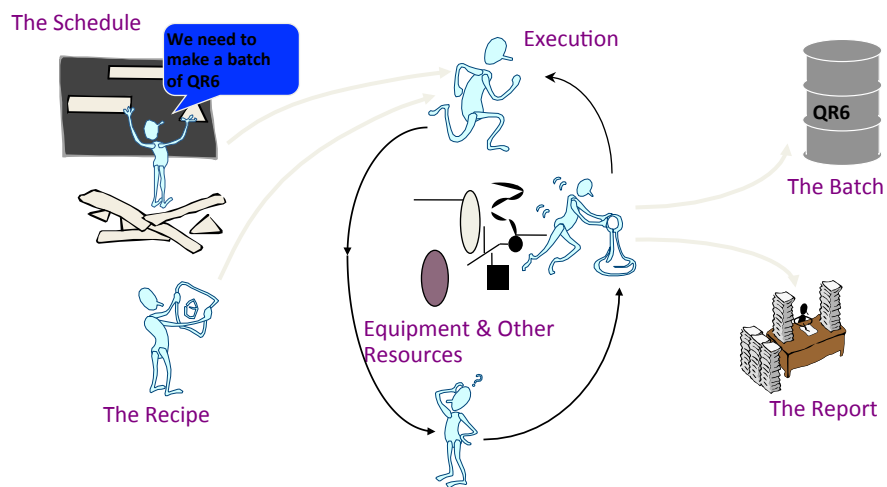 The Schedule
We need to
make a batch
of QR6
Execution
QR6
The Batch
Equipment & Other
Resources
The Recipe
The Report